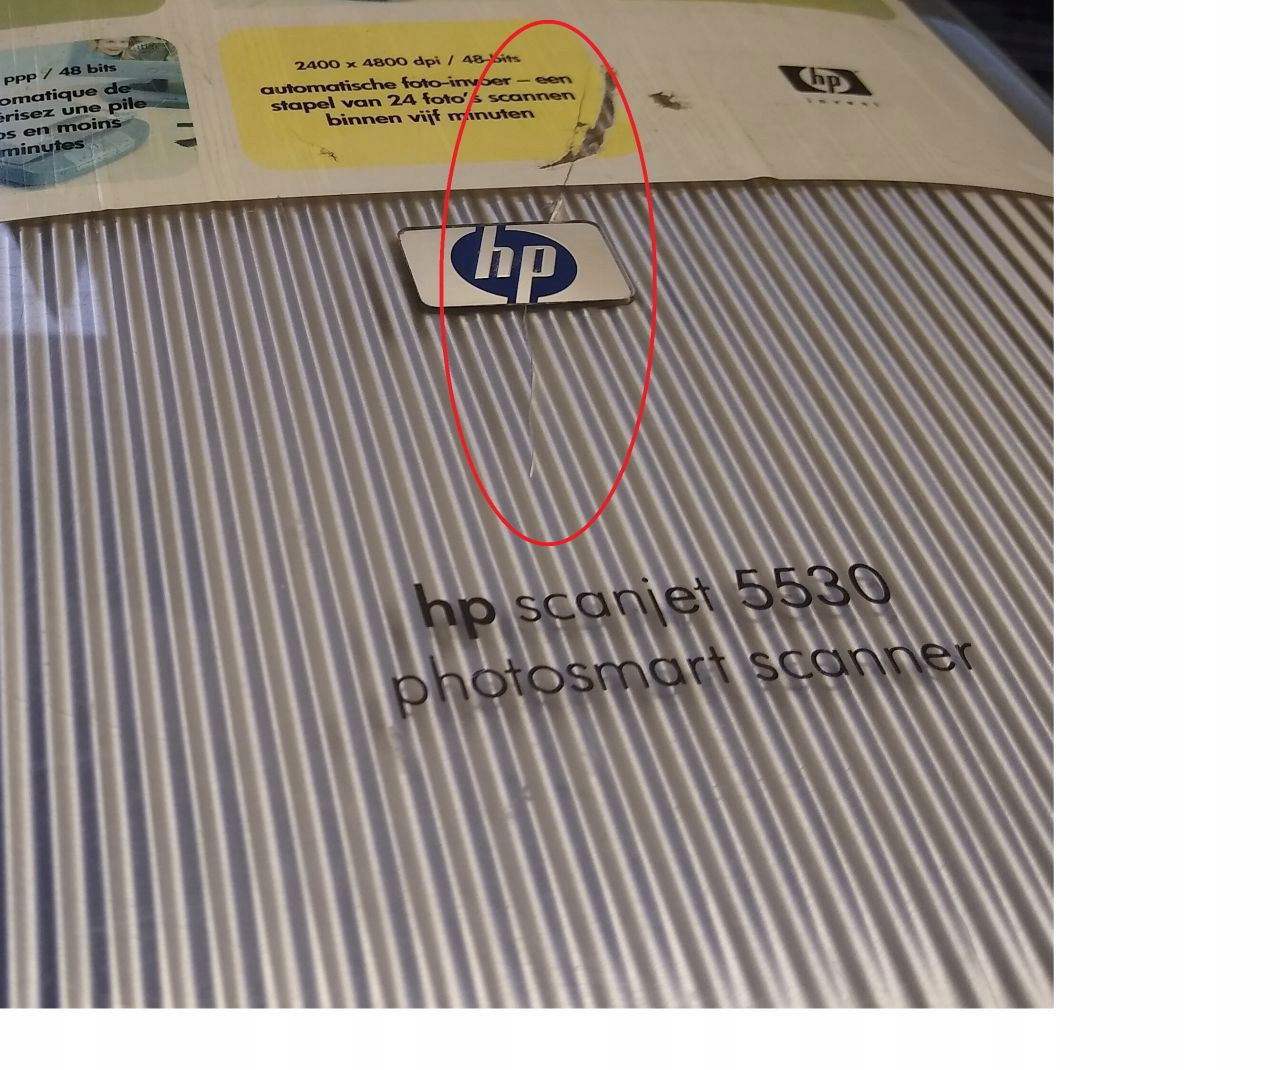 ppp / 48 bits
omatique de
érisez une pile
os en moins
minutes
2400 x 4800 dpi / 48-bits
automatische foto-invoer – een
stapel van 24 foto's scannen
binnen vijf minuten
hp
invent
hp
hp scanjet 5530
photosmart scanner